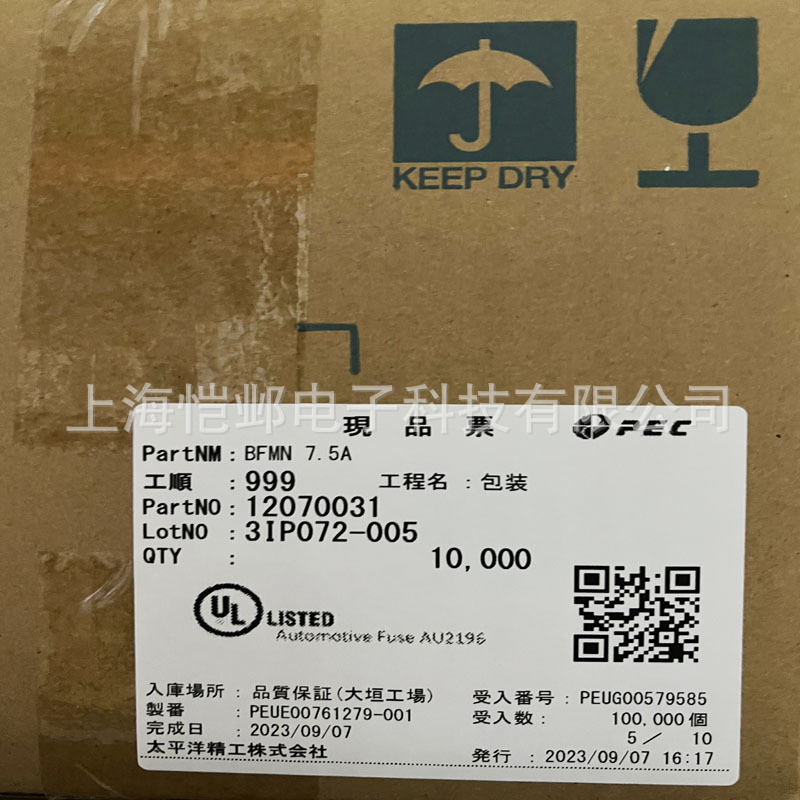 KEEP DRY
上海恺邺电子科技有限公司
現品票 PEC
PartNM : BFMN 7.5A
工順 : 999 工程名 : 包装
PartNO : 12070031
LotNO : 3IP072-005
QTY : 10,000
UL LISTED
Automotive Fuse AU2196
入庫場所 : 品質保証(大垣工場) 受入番号 : PEUG00579585
製番 : PEUE00761279-001 受入数 : 100,000個
完成日 : 2023/09/07 5/ 10
太平洋精工株式会社 発行 : 2023/09/07 16:17